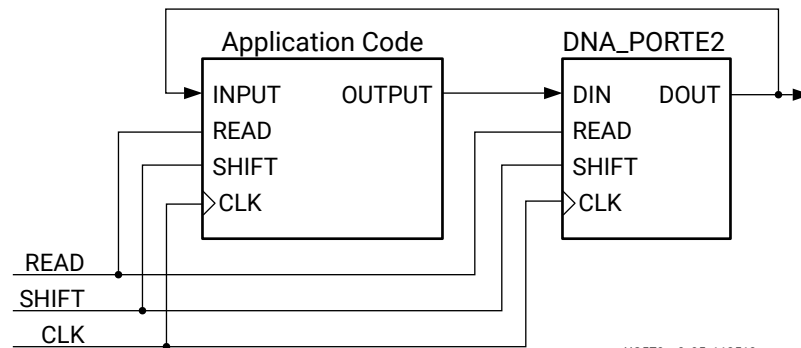 Application Code
DNA_PORTE2
INPUT OUTPUT
READ
SHIFT
CLK
DIN DOUT
READ
SHIFT
CLK
READ
SHIFT
CLK